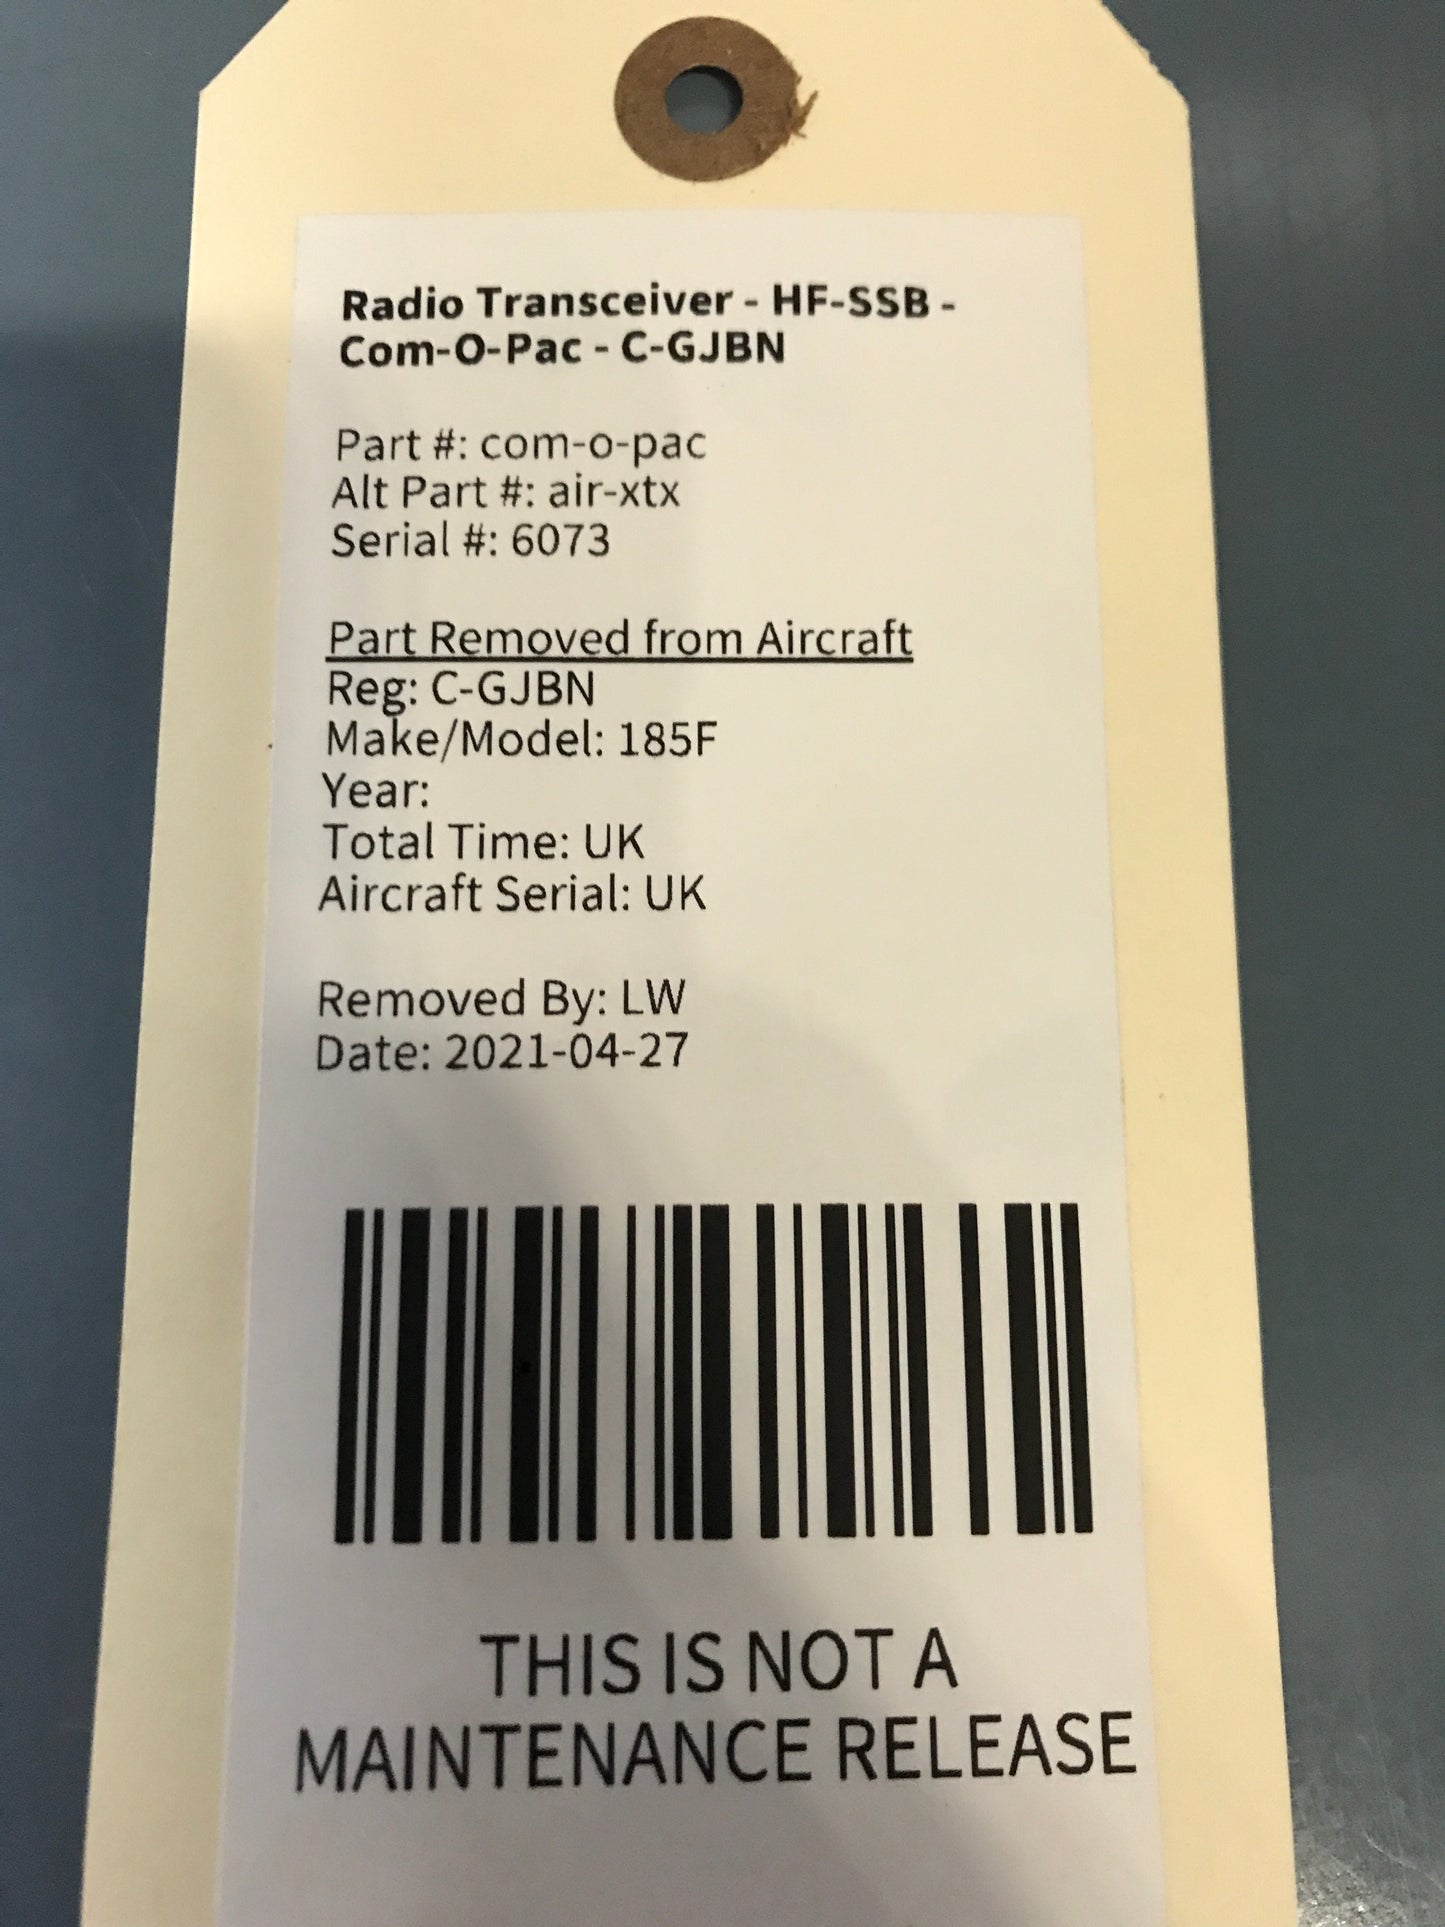 Radio Transceiver - HF-SSB -
Com-O-Pac - C-GJBN
Part #: com-o-pac
Alt Part #: air-xtx
Serial #: 6073
Part Removed from Aircraft
Reg: C-GJBN
Make/Model: 185F
Year:
Total Time: UK
Aircraft Serial: UK
Removed By: LW
Date: 2021-04-27
THIS IS NOT A
MAINTENANCE RELEASE